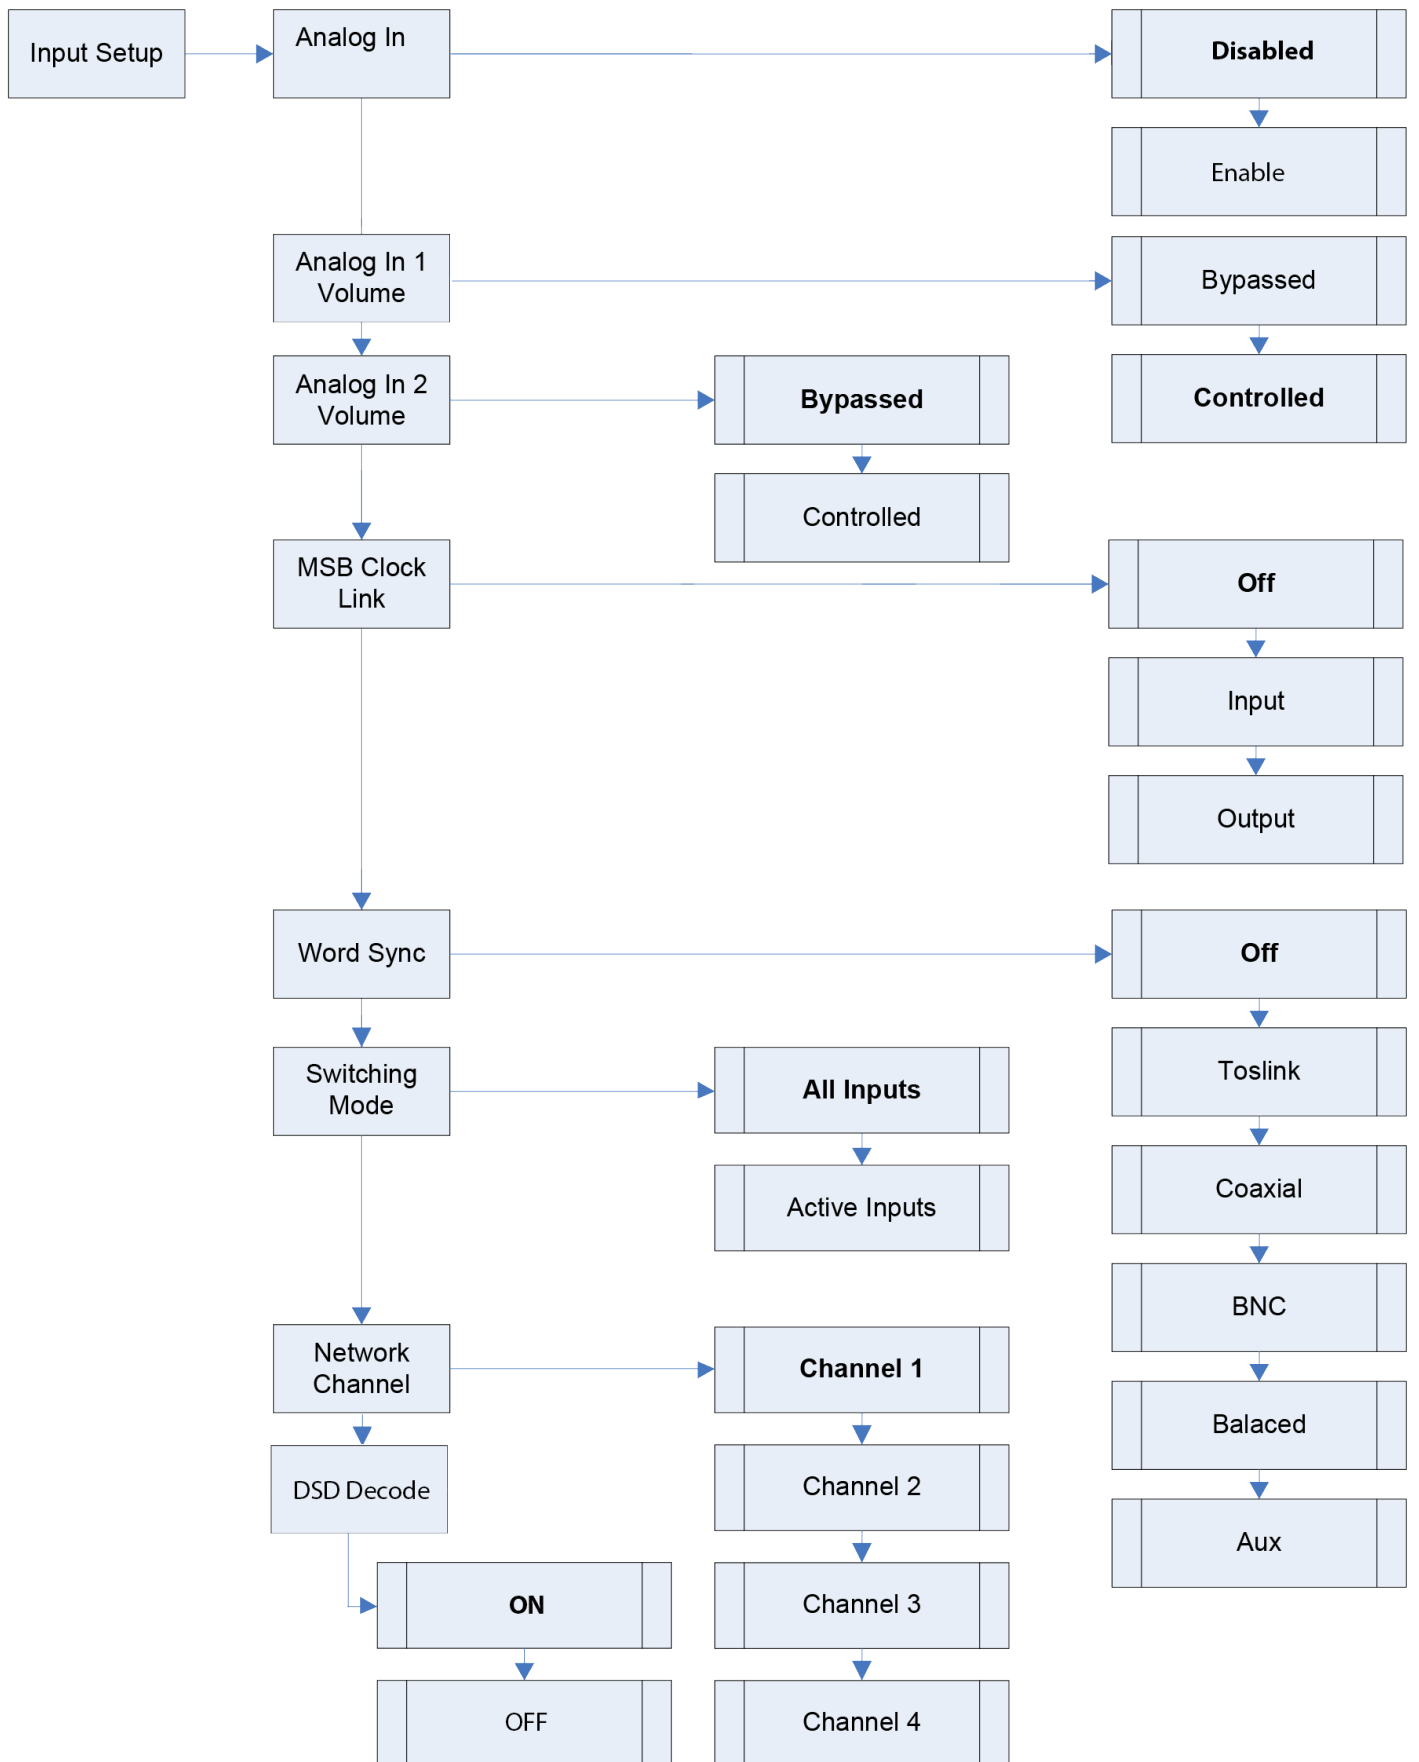 Input Setup
Analog In
Disabled
Enable
Analog In 1
Volume
Bypassed
Controlled
Analog In 2
Volume
Bypassed
Controlled
MSB Clock
Link
Off
Input
Output
Word Sync
Off
Toslink
Coaxial
BNC
Balaced
Aux
Switching
Mode
All Inputs
Active Inputs
Network
Channel
Channel 1
Channel 2
Channel 3
Channel 4
DSD Decode
ON
OFF